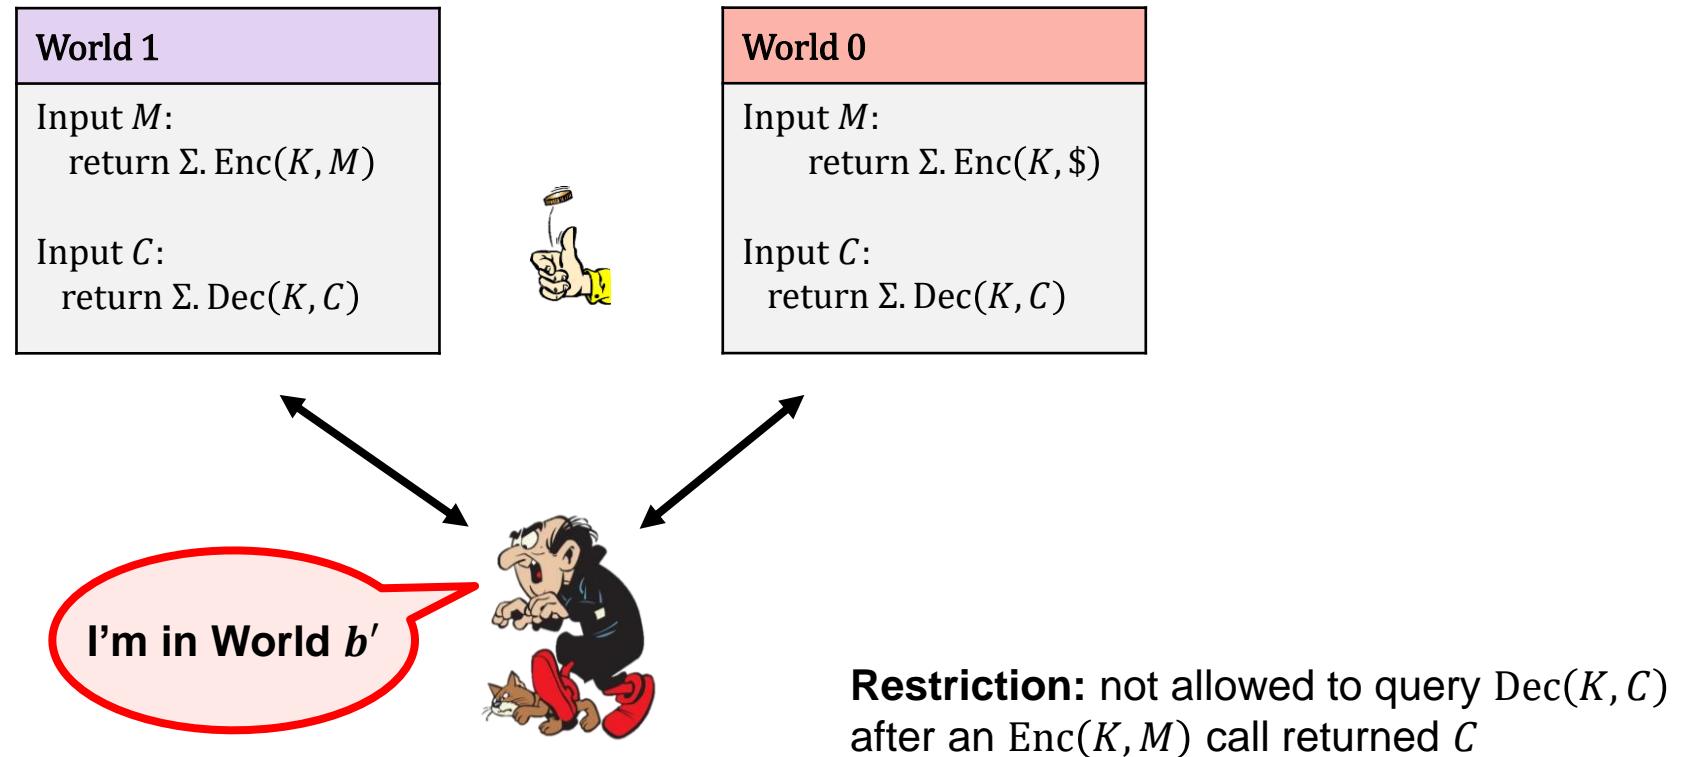 World 1
Input M:
return Σ. Enc(K, M)
Input C:
return Σ. Dec(K, C)
World 0
Input M:
return Σ. Enc(K, $)
Input C:
return Σ. Dec(K, C)
I’m in World b′
Restriction: not allowed to query Dec(K, C)
after an Enc(K, M) call returned C